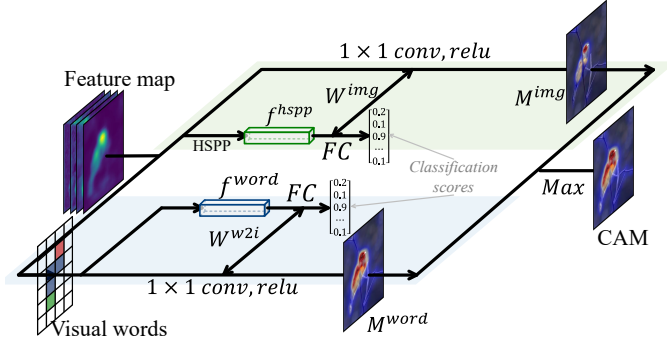 1 × 1 conv, relu
Feature map
W^{img}
M^{img}
f^{hspp}
HSPP
FC
0.2
0.1
0.9
...
0.1
Classification
scores
f^{word}
FC
0.2
0.1
0.9
...
0.1
Max
W^{w2i}
CAM
1 × 1 conv, relu
Visual words
M^{word}